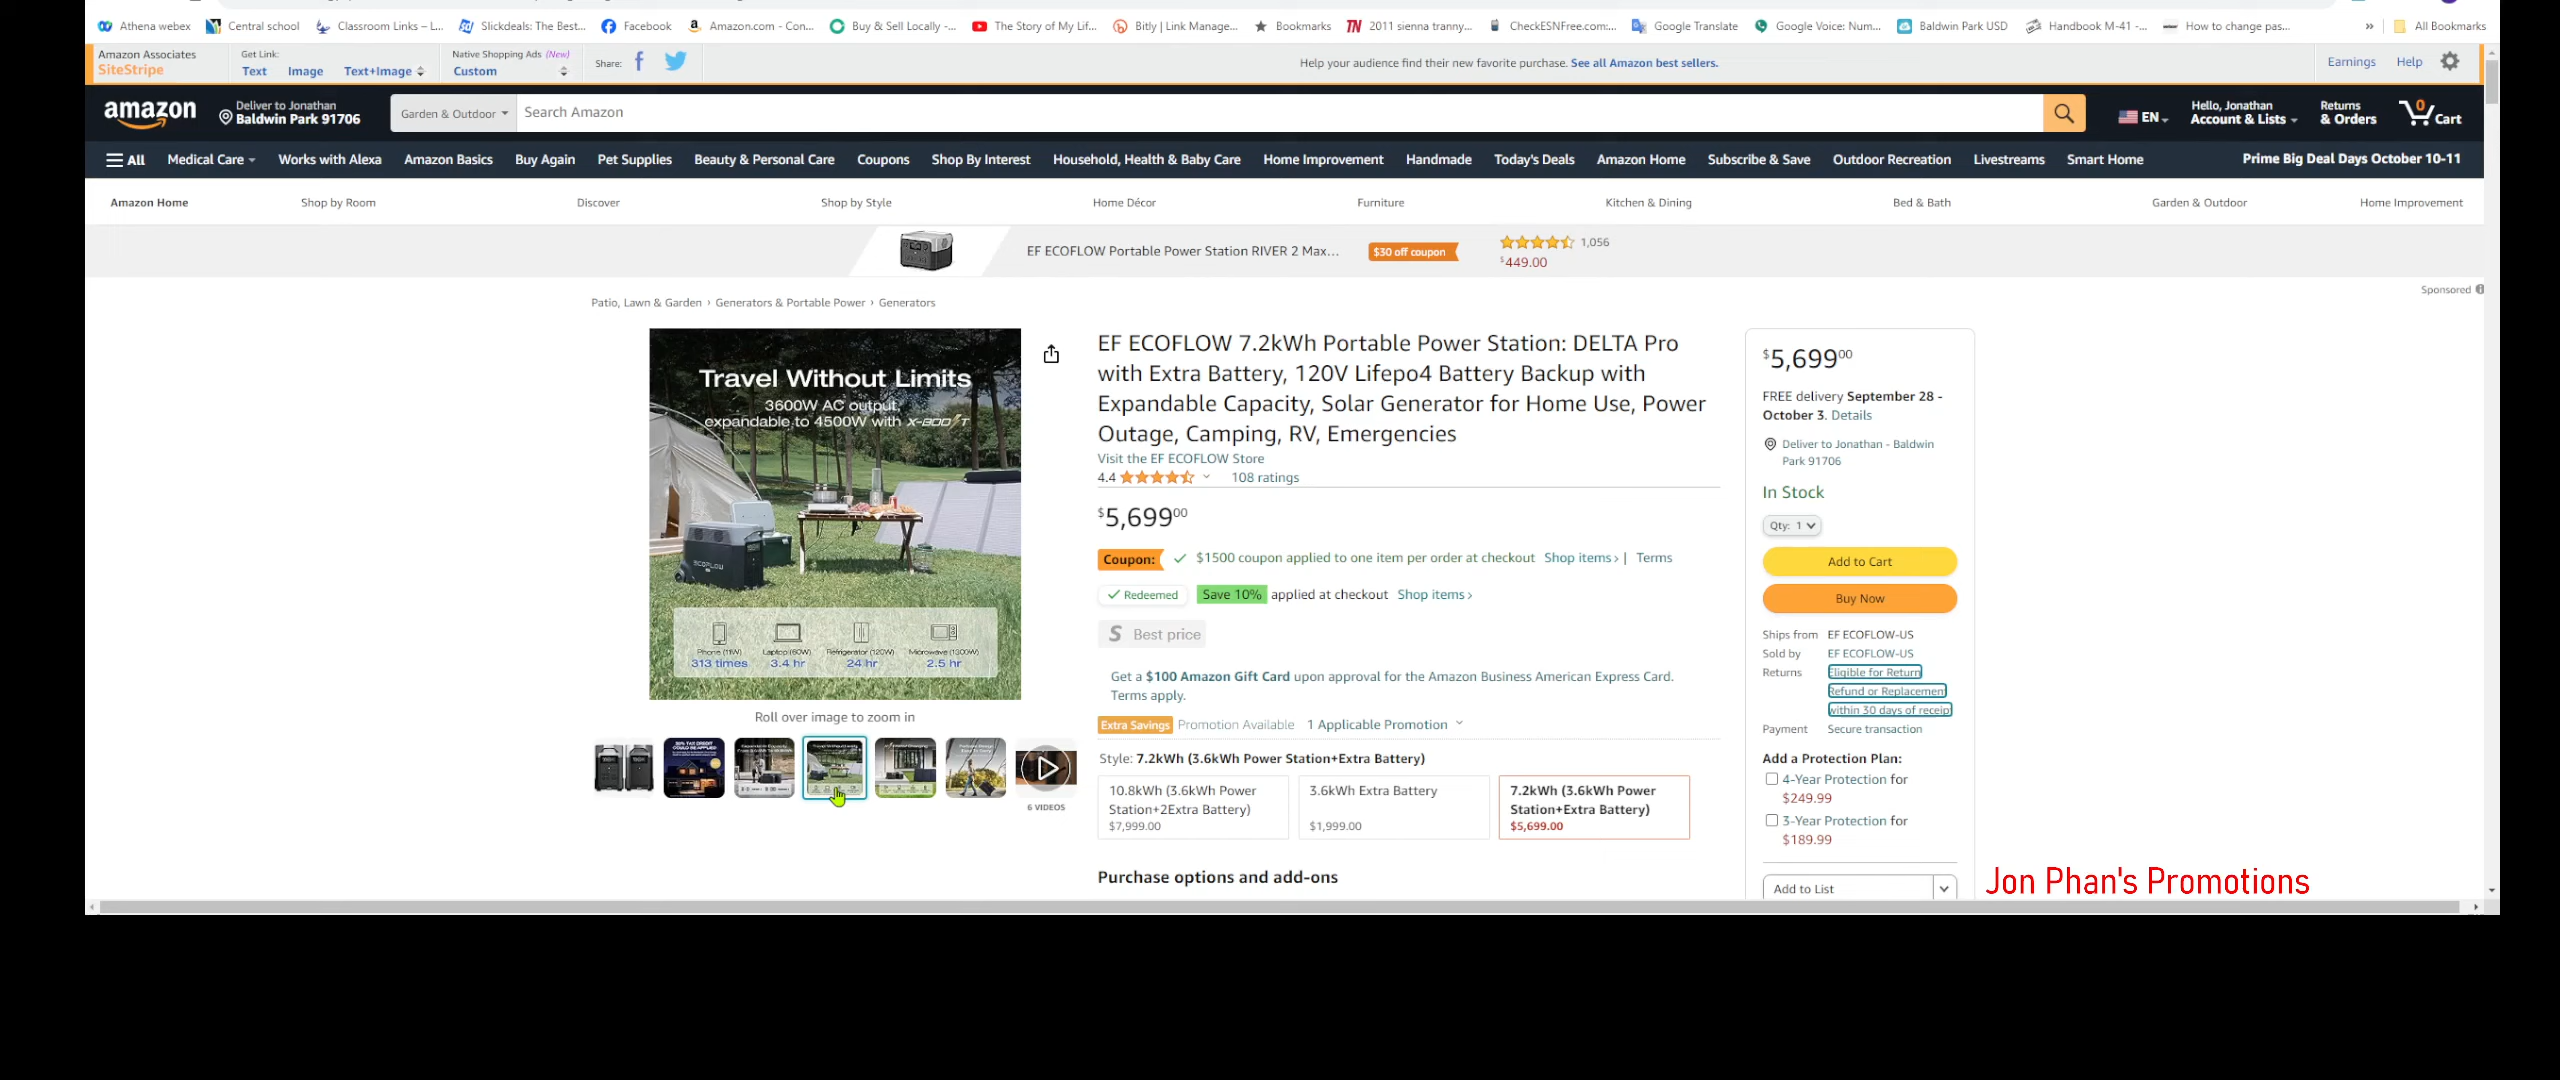 Athena webex Central school Classroom Links – L... Slickdeals: The Best... Facebook Amazon.com - Con... Buy & Sell Locally -... The Story of My Lif... Bitly | Link Manage... Bookmarks 2011 sienna tranny... CheckESNFree.com:... Google Translate Google Voice: Num... Baldwin Park USD Handbook M-41 -... How to change pas... » All Bookmarks
Amazon Associates
SiteStripe
Get Link:
Text Image Text+Image
Native Shopping Ads (New)
Custom
Share:
Help your audience find their new favorite purchase. See all Amazon best sellers.
Earnings Help
amazon
Deliver to Jonathan
Baldwin Park 91706
Garden & Outdoor
Search Amazon
EN
Hello, Jonathan
Account & Lists
Returns
& Orders
0
Cart
All Medical Care Works with Alexa Amazon Basics Buy Again Pet Supplies Beauty & Personal Care Coupons Shop By Interest Household, Health & Baby Care Home Improvement Handmade Today's Deals Amazon Home Subscribe & Save Outdoor Recreation Livestreams Smart Home Prime Big Deal Days October 10-11
Amazon Home Shop by Room Discover Shop by Style Home Décor Furniture Kitchen & Dining Bed & Bath Garden & Outdoor Home Improvement
EF ECOFLOW Portable Power Station RIVER 2 Max...
$30 off coupon
1,056
$449.00
Sponsored
Patio, Lawn & Garden › Generators & Portable Power › Generators
Travel Without Limits
3600W AC output,
expandable to 4500W with X-BOOST
ECOFLOW
Phone (11W) Laptop (60W) Refrigerator (120W) Microwave (1300W)
313 times 3.4 hr 24 hr 2.5 hr
Roll over image to zoom in
6 VIDEOS
EF ECOFLOW 7.2kWh Portable Power Station: DELTA Pro
with Extra Battery, 120V Lifepo4 Battery Backup with
Expandable Capacity, Solar Generator for Home Use, Power
Outage, Camping, RV, Emergencies
Visit the EF ECOFLOW Store
4.4 108 ratings
$5,699.00
Coupon: $1500 coupon applied to one item per order at checkout Shop items › | Terms
Redeemed Save 10% applied at checkout Shop items ›
S Best price
Get a $100 Amazon Gift Card upon approval for the Amazon Business American Express Card.
Terms apply.
Extra Savings Promotion Available 1 Applicable Promotion
Style: 7.2kWh (3.6kWh Power Station+Extra Battery)
10.8kWh (3.6kWh Power
Station+2Extra Battery)
$7,999.00
3.6kWh Extra Battery
$1,999.00
7.2kWh (3.6kWh Power
Station+Extra Battery)
$5,699.00
Purchase options and add-ons
$5,699.00
FREE delivery September 28 -
October 3. Details
Deliver to Jonathan - Baldwin
Park 91706
In Stock
Qty: 1
Add to Cart
Buy Now
Ships from EF ECOFLOW-US
Sold by EF ECOFLOW-US
Returns Eligible for Return
Refund or Replacement
within 30 days of receipt
Payment Secure transaction
Add a Protection Plan:
4-Year Protection for
$249.99
3-Year Protection for
$189.99
Add to List
Jon Phan's Promotions